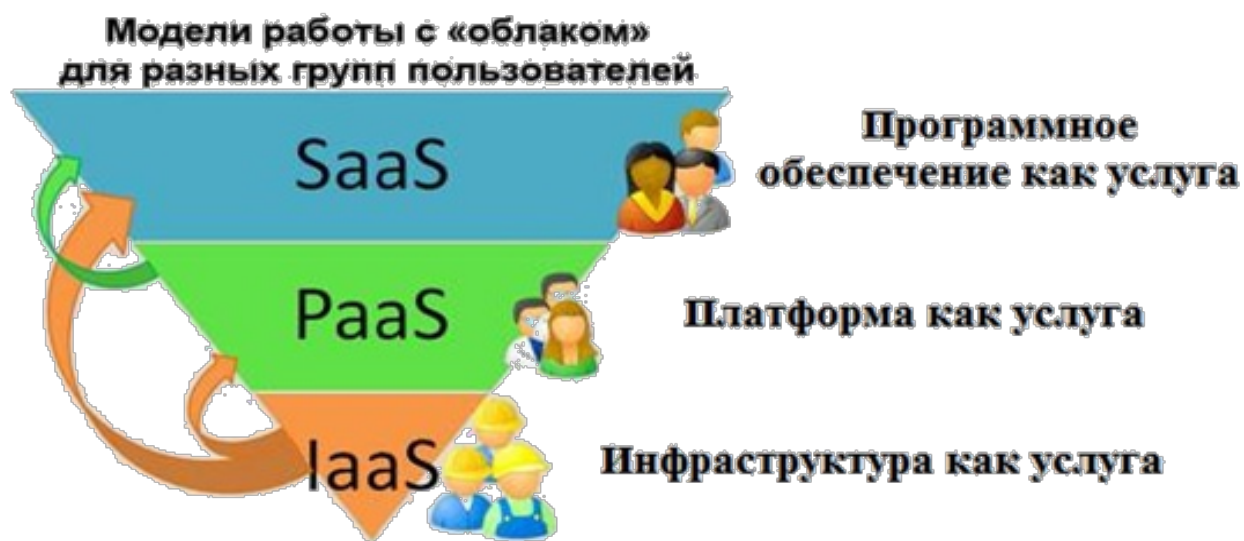 Модели работы с «облаком»
для разных групп пользователей
SaaS
Программное
обеспечение как услуга
PaaS
Платформа как услуга
IaaS
Инфраструктура как услуга